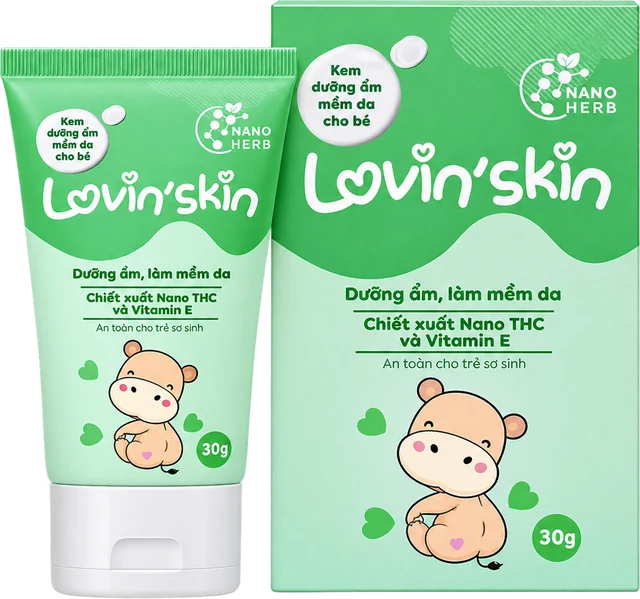 Kem
dưỡng ẩm
mềm da
cho bé
NANO
HERB
Lovin'skin
Dưỡng ẩm, làm mềm da
Chiết xuất Nano THC
và Vitamin E
An toàn cho trẻ sơ sinh
30g
Kem
dưỡng ẩm
mềm da
cho bé
NANO
HERB
Lovin'skin
Dưỡng ẩm, làm mềm da
Chiết xuất Nano THC
và Vitamin E
An toàn cho trẻ sơ sinh
30g